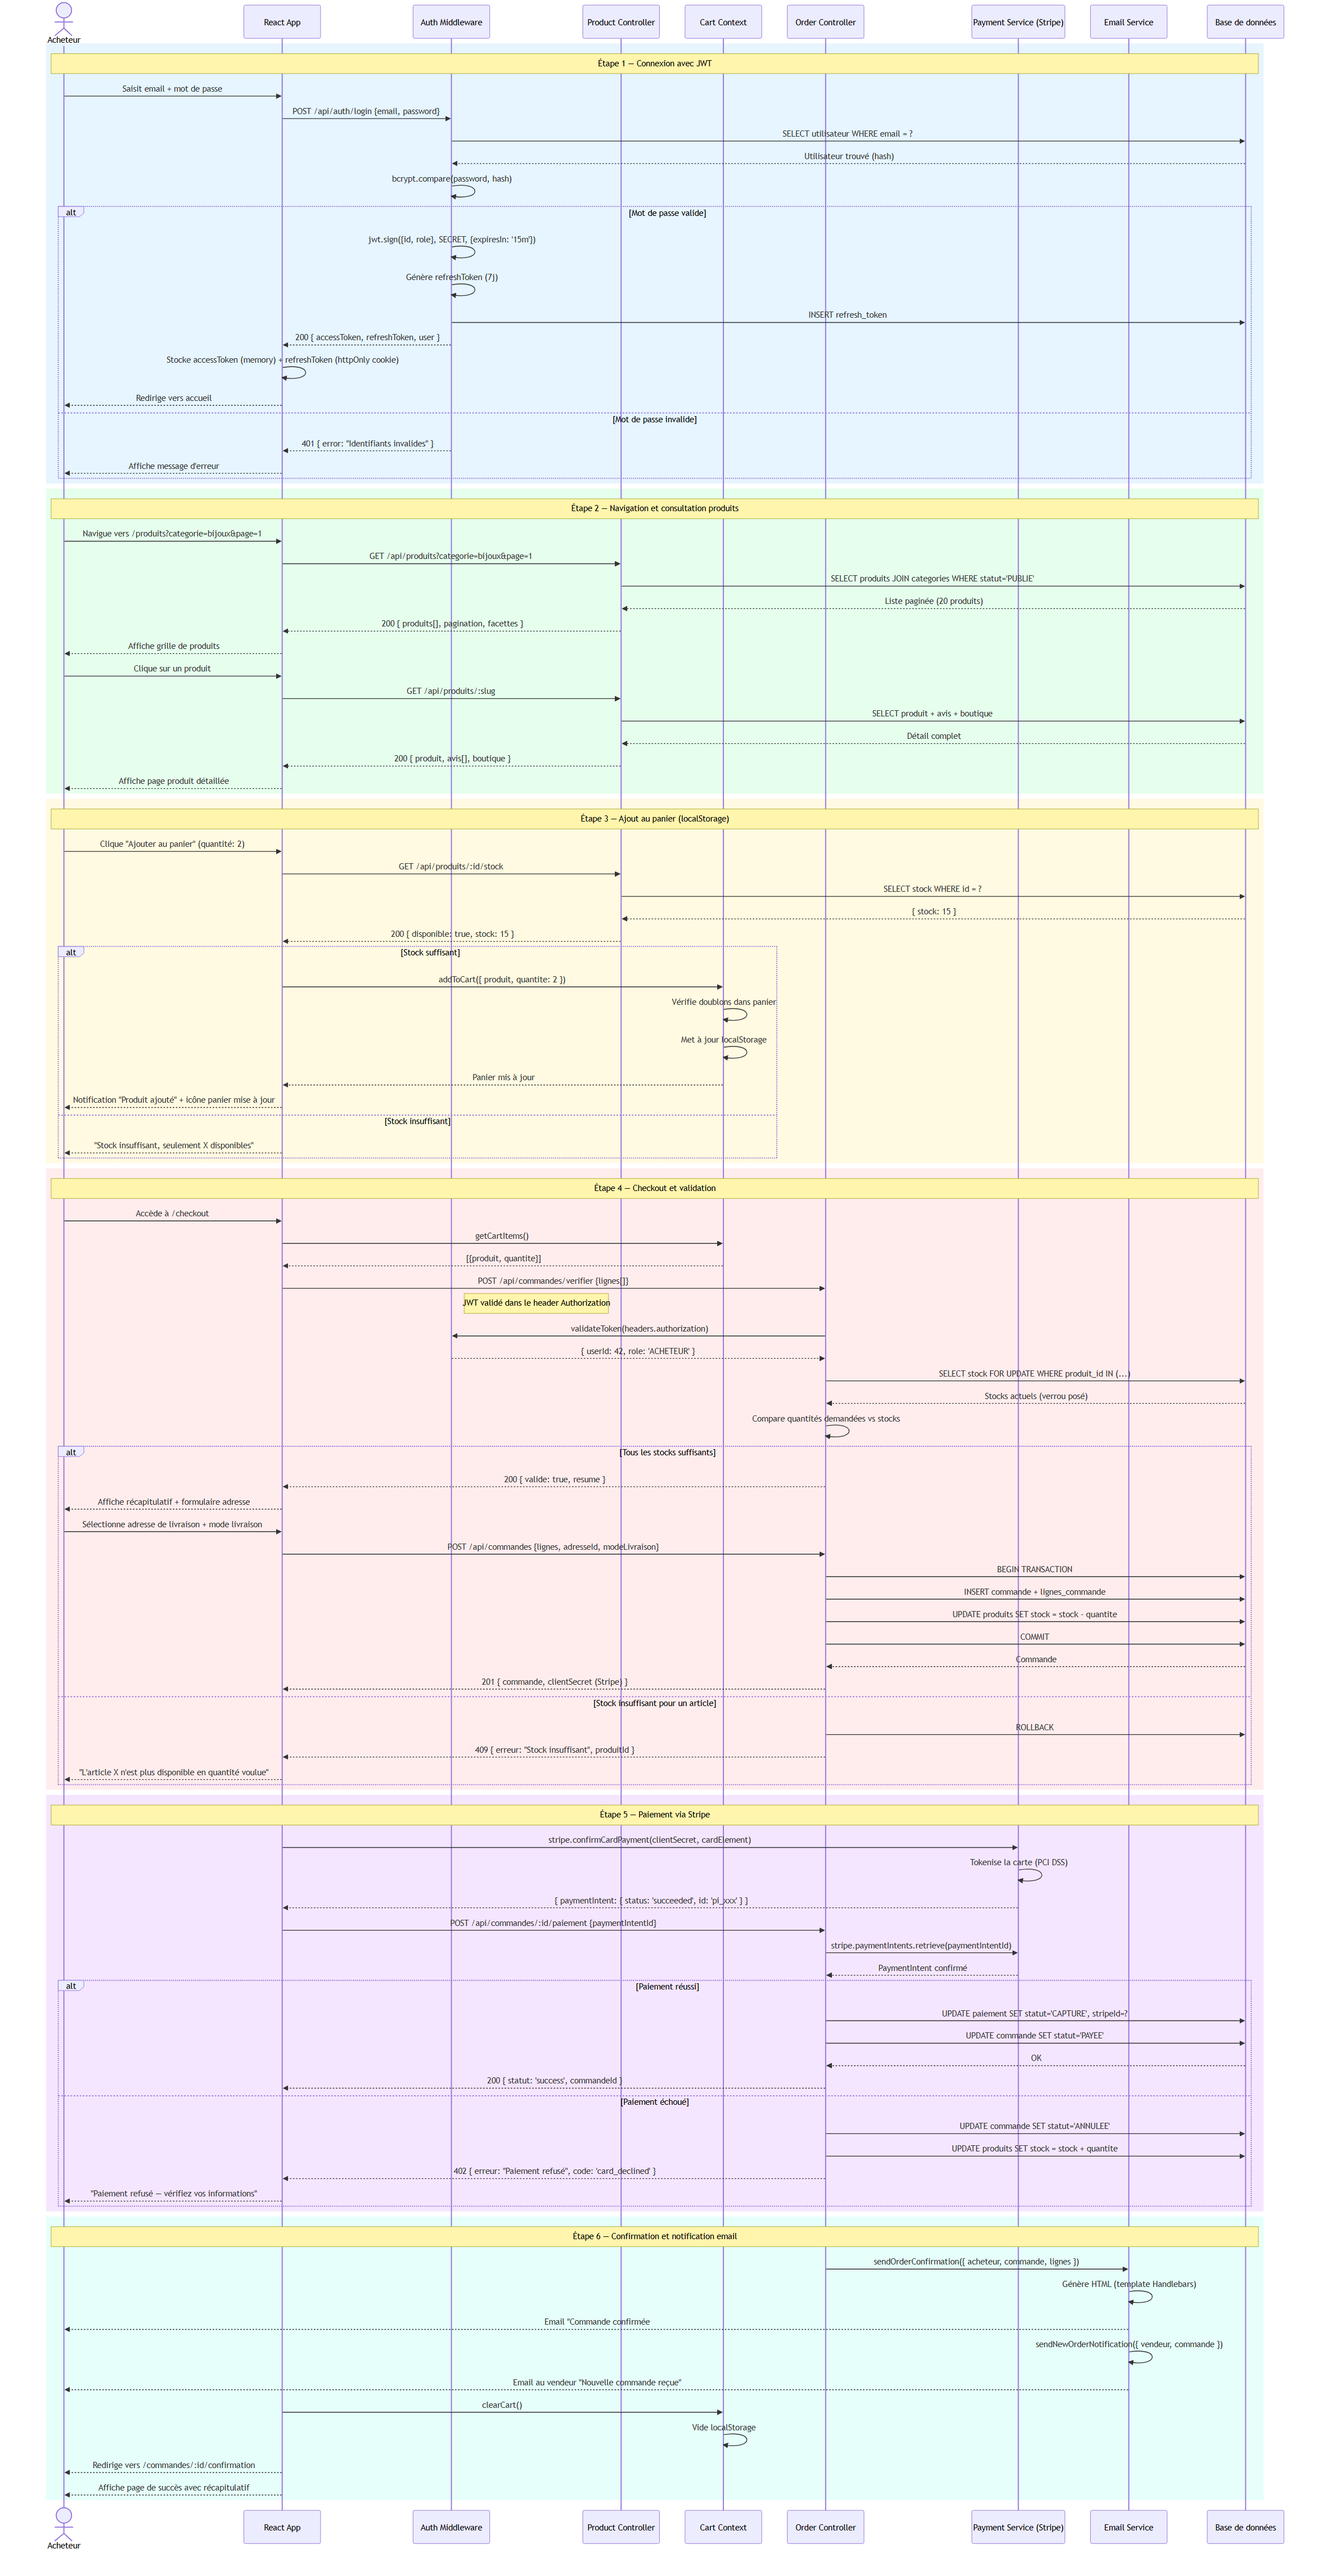 Acheteur
React App
Auth Middleware
Product Controller
Cart Context
Order Controller
Payment Service (Stripe)
Email Service
Base de données
Étape 1 – Connexion avec JWT
Saisit email + mot de passe
POST /api/auth/login {email, password}
SELECT utilisateur WHERE email = ?
Utilisateur trouvé (hash)
bcrypt.compare(password, hash)
alt
[Mot de passe valide]
jwt.sign({id, role}, SECRET, {expiresIn: '15m'})
Génère refreshToken (7J)
INSERT refresh_token
200 { accessToken, refreshToken, user }
Stocke accessToken (memory) + refreshToken (httpOnly cookie)
Redirige vers accueil
[Mot de passe invalide]
401 { error: "Identifiants invalides" }
Affiche message d'erreur
Étape 2 – Navigation et consultation produits
Navigue vers /produits?categorie=bijoux&page=1
GET /api/produits?categorie=bijoux&page=1
SELECT produits JOIN categories WHERE statut='PUBLIE'
Liste paginée (20 produits)
200 { produits[], pagination, facettes }
Affiche grille de produits
Clique sur un produit
GET /api/produits/:slug
SELECT produit + avis + boutique
Détail complet
200 { produit, avis[], boutique }
Affiche page produit détaillée
Étape 3 – Ajout au panier (localStorage)
Clique "Ajouter au panier" (quantité: 2)
GET /api/produits/:id/stock
SELECT stock WHERE id = ?
{ stock: 15 }
200 { disponible: true, stock: 15 }
alt
[Stock suffisant]
addToCart({ produit, quantite: 2 })
Vérifie doublons dans panier
Met à jour localStorage
Panier mis à jour
Notification "Produit ajouté" + icône panier mise à jour
[Stock insuffisant]
"Stock insuffisant, seulement X disponibles"
Étape 4 – Checkout et validation
Accède à /checkout
getCartItems()
[{produit, quantite}]
POST /api/commandes/verifier {lignes[]}
JWT validé dans le header Authorization
validateToken(headers.authorization)
{ userId: 42, role: 'ACHETEUR' }
SELECT stock FOR UPDATE WHERE produit_id IN (...)
Stocks actuels (verrou posé)
Compare quantités demandées vs stocks
alt
[Tous les stocks suffisants]
200 { valide: true, resume }
Affiche récapitulatif + formulaire adresse
Sélectionne adresse de livraison + mode livraison
POST /api/commandes {lignes, adresseId, modeLivraison}
BEGIN TRANSACTION
INSERT commande + lignes_commande
UPDATE produits SET stock = stock - quantite
COMMIT
Commande
201 { commande, clientSecret (Stripe) }
[Stock insuffisant pour un article]
ROLLBACK
409 { erreur: "Stock insuffisant", produitId }
"L'article X n'est plus disponible en quantité voulue"
Étape 5 – Paiement via Stripe
stripe.confirmCardPayment(clientSecret, cardElement)
Tokenise la carte (PCI DSS)
{ paymentIntent: { status: 'succeeded', id: 'pi_xxx' } }
POST /api/commandes/:id/paiement {paymentIntentId}
stripe.paymentIntents.retrieve(paymentIntentId)
PaymentIntent confirmé
alt
[Paiement réussi]
UPDATE paiement SET statut='CAPTURE', stripeId=?
UPDATE commande SET statut='PAYEE'
OK
200 { statut: 'success', commandeId }
[Paiement échoué]
UPDATE commande SET statut='ANNULEE'
UPDATE produits SET stock = stock + quantite
402 { erreur: "Paiement refusé", code: 'card_declined' }
"Paiement refusé – vérifiez vos informations"
Étape 6 – Confirmation et notification email
sendOrderConfirmation({ acheteur, commande, lignes })
Génère HTML (template Handlebars)
Email "Commande confirmée
sendNewOrderNotification({ vendeur, commande })
Email au vendeur "Nouvelle commande reçue"
clearCart()
Vide localStorage
Redirige vers /commandes/:id/confirmation
Affiche page de succès avec récapitulatif
Acheteur
React App
Auth Middleware
Product Controller
Cart Context
Order Controller
Payment Service (Stripe)
Email Service
Base de données